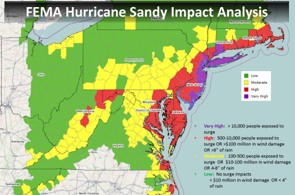 FEMA Hurricane Sandy Impact Analysis
Low
Moderate
High
Very High
• Very High: > 10,000 people exposed to
surge
• High: 500-10,000 people exposed to
surge OR >$100 million in wind damage
OR >8" of rain
• Moderate: 100-500 people exposed to
surge OR $10-100 million in wind damage
OR 4-8" of rain
• Low: No surge impacts
< $10 million in wind damage OR < 4"
of rain